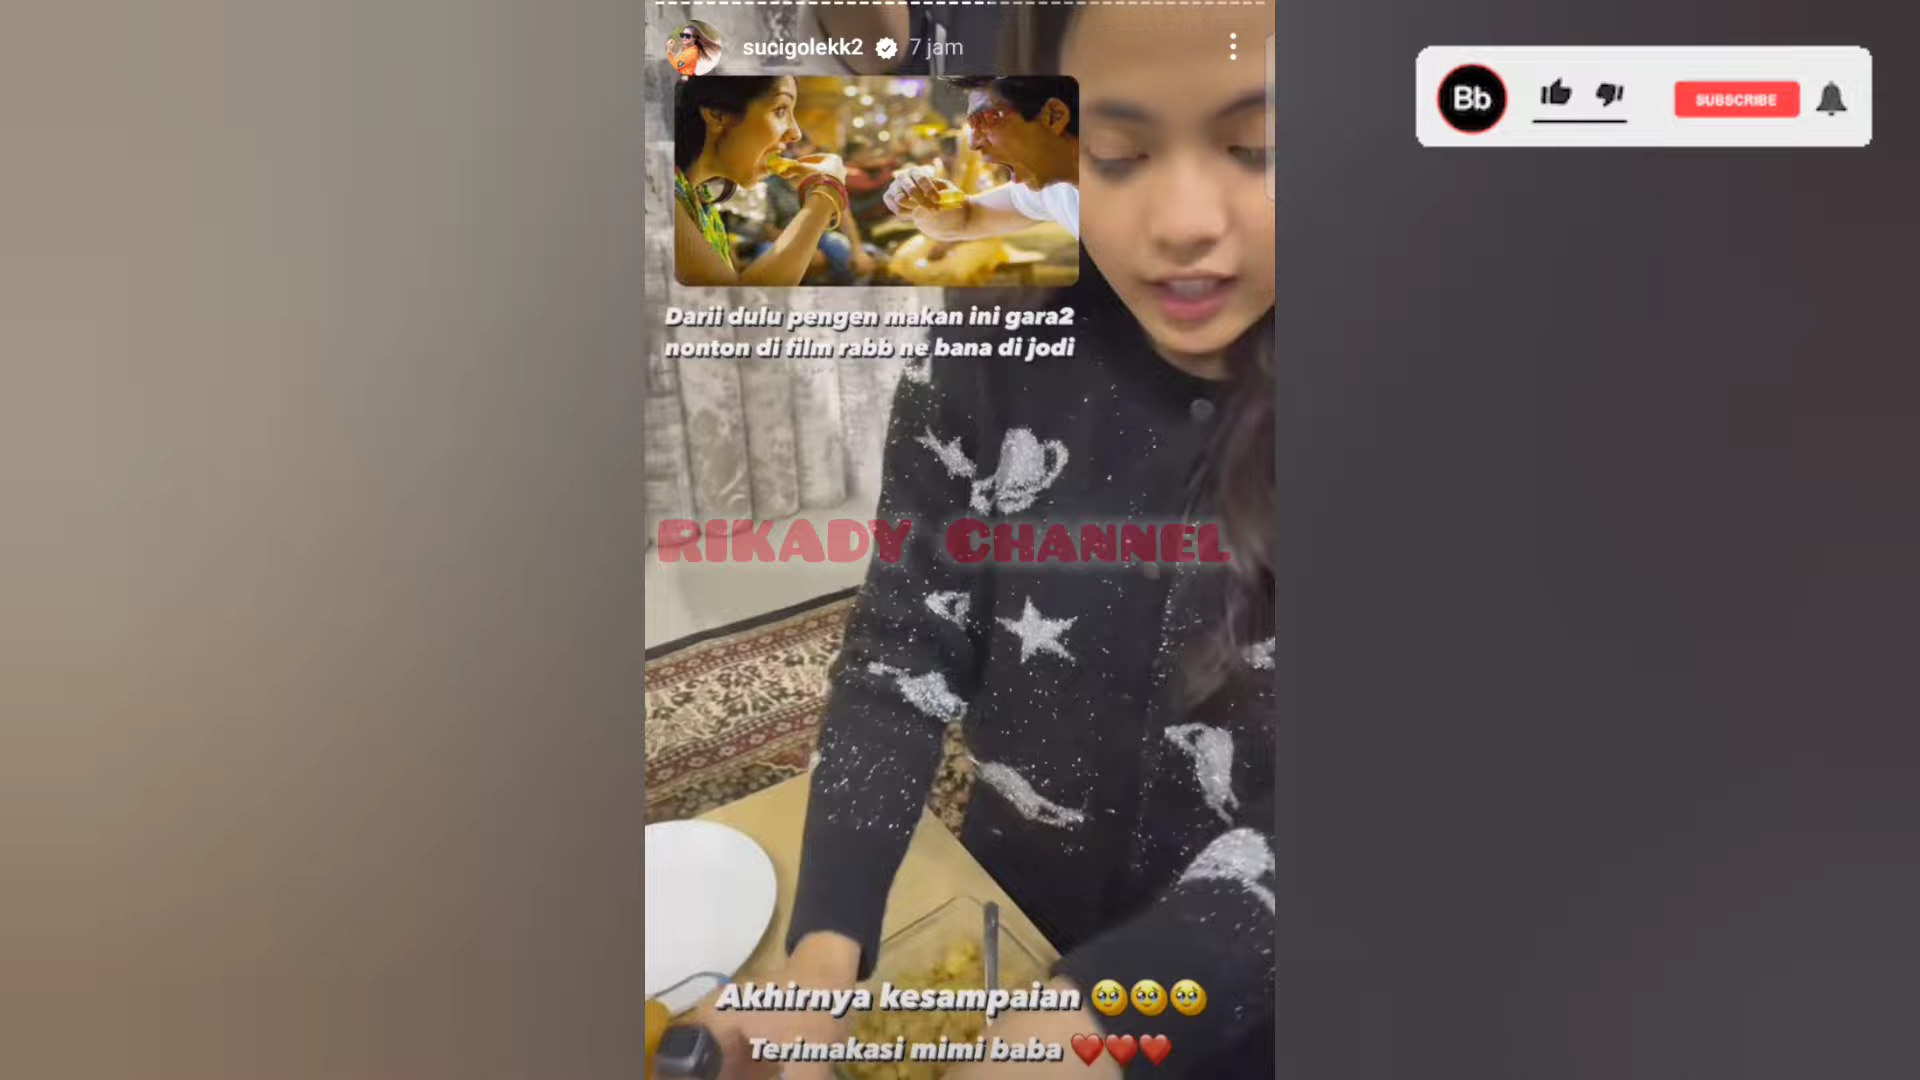 sucigolekk2 7 jam
Bb
SUBSCRIBE
Darii dulu pengen makan ini gara2
nonton di film rabb ne bana di jodi
RIKADY CHANNEL
Akhirnya kesampaian 🥹🥹🥹
Terimakasi mimi baba ❤️❤️❤️